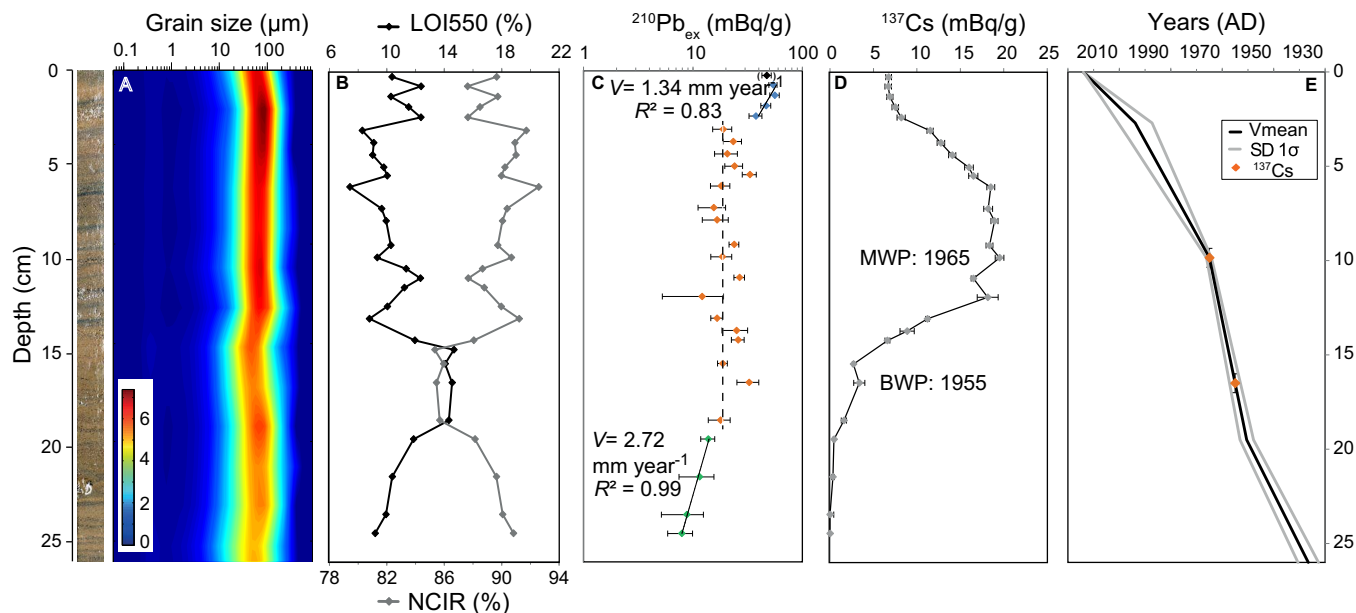 Grain size (µm)
0.1 1 10 100
LOI550 (%)
6 10 14 18 22
²¹⁰Pbₑₓ (mBq/g)
1 10 100
¹³⁷Cs (mBq/g)
0 5 10 15 20 25
Years (AD)
2010 1990 1970 1950 1930
Depth (cm)
0
5
10
15
20
25
A
6
4
2
0
B
78 82 86 90 94
NCIR (%)
C
V= 1.34 mm year⁻¹
R² = 0.83
V= 2.72
mm year⁻¹
R² = 0.99
D
MWP: 1965
BWP: 1955
E
Vmean
SD 1σ
¹³⁷Cs
0
5
10
15
20
25